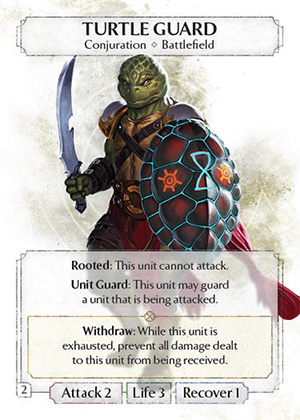 TURTLE GUARD
Conjuration ◇ Battlefield
Rooted: This unit cannot attack.
Unit Guard: This unit may guard
a unit that is being attacked.
Withdraw: While this unit is
exhausted, prevent all damage dealt
to this unit from being received.
2
Attack 2 Life 3 Recover 1